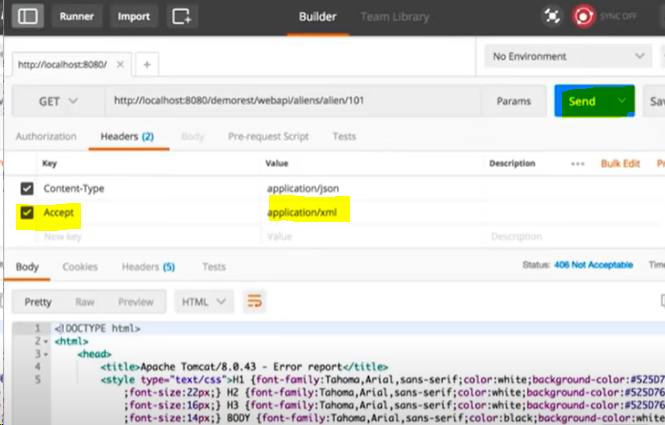 Runner Import Builder Team Library SYNC OFF
http://localhost:8080/ No Environment
GET http://localhost:8080/demorest/webapi/aliens/alien/101 Params Send Sav
Authorization Headers (2) Body Pre-request Script Tests
Key Value Description ••• Bulk Edit
Content-Type application/json
Accept application/xml
New key Value Description
Body Cookies Headers (5) Tests Status: 406 Not Acceptable Time
Pretty Raw Preview HTML
1 <!DOCTYPE html>
2 <html>
3 <head>
4 <title>Apache Tomcat/8.0.43 - Error report</title>
5 <style type="text/css">H1 {font-family:Tahoma,Arial,sans-serif;color:white;background-color:#525D76
;font-size:22px;} H2 {font-family:Tahoma,Arial,sans-serif;color:white;background-color:#525D76
;font-size:16px;} H3 {font-family:Tahoma,Arial,sans-serif;color:white;background-color:#525D76
;font-size:14px;} BODY {font-family:Tahoma,Arial,sans-serif;color:black;background-color:white